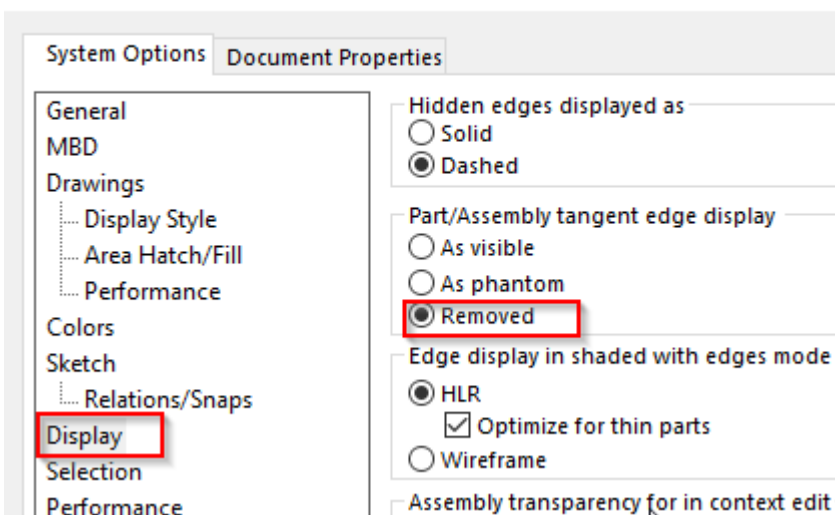 System Options
Document Properties
General
MBD
Drawings
Display Style
Area Hatch/Fill
Performance
Colors
Sketch
Relations/Snaps
Display
Selection
Performance
Hidden edges displayed as
Solid
Dashed
Part/Assembly tangent edge display
As visible
As phantom
Removed
Edge display in shaded with edges mode
HLR
Optimize for thin parts
Wireframe
Assembly transparency for in context edit